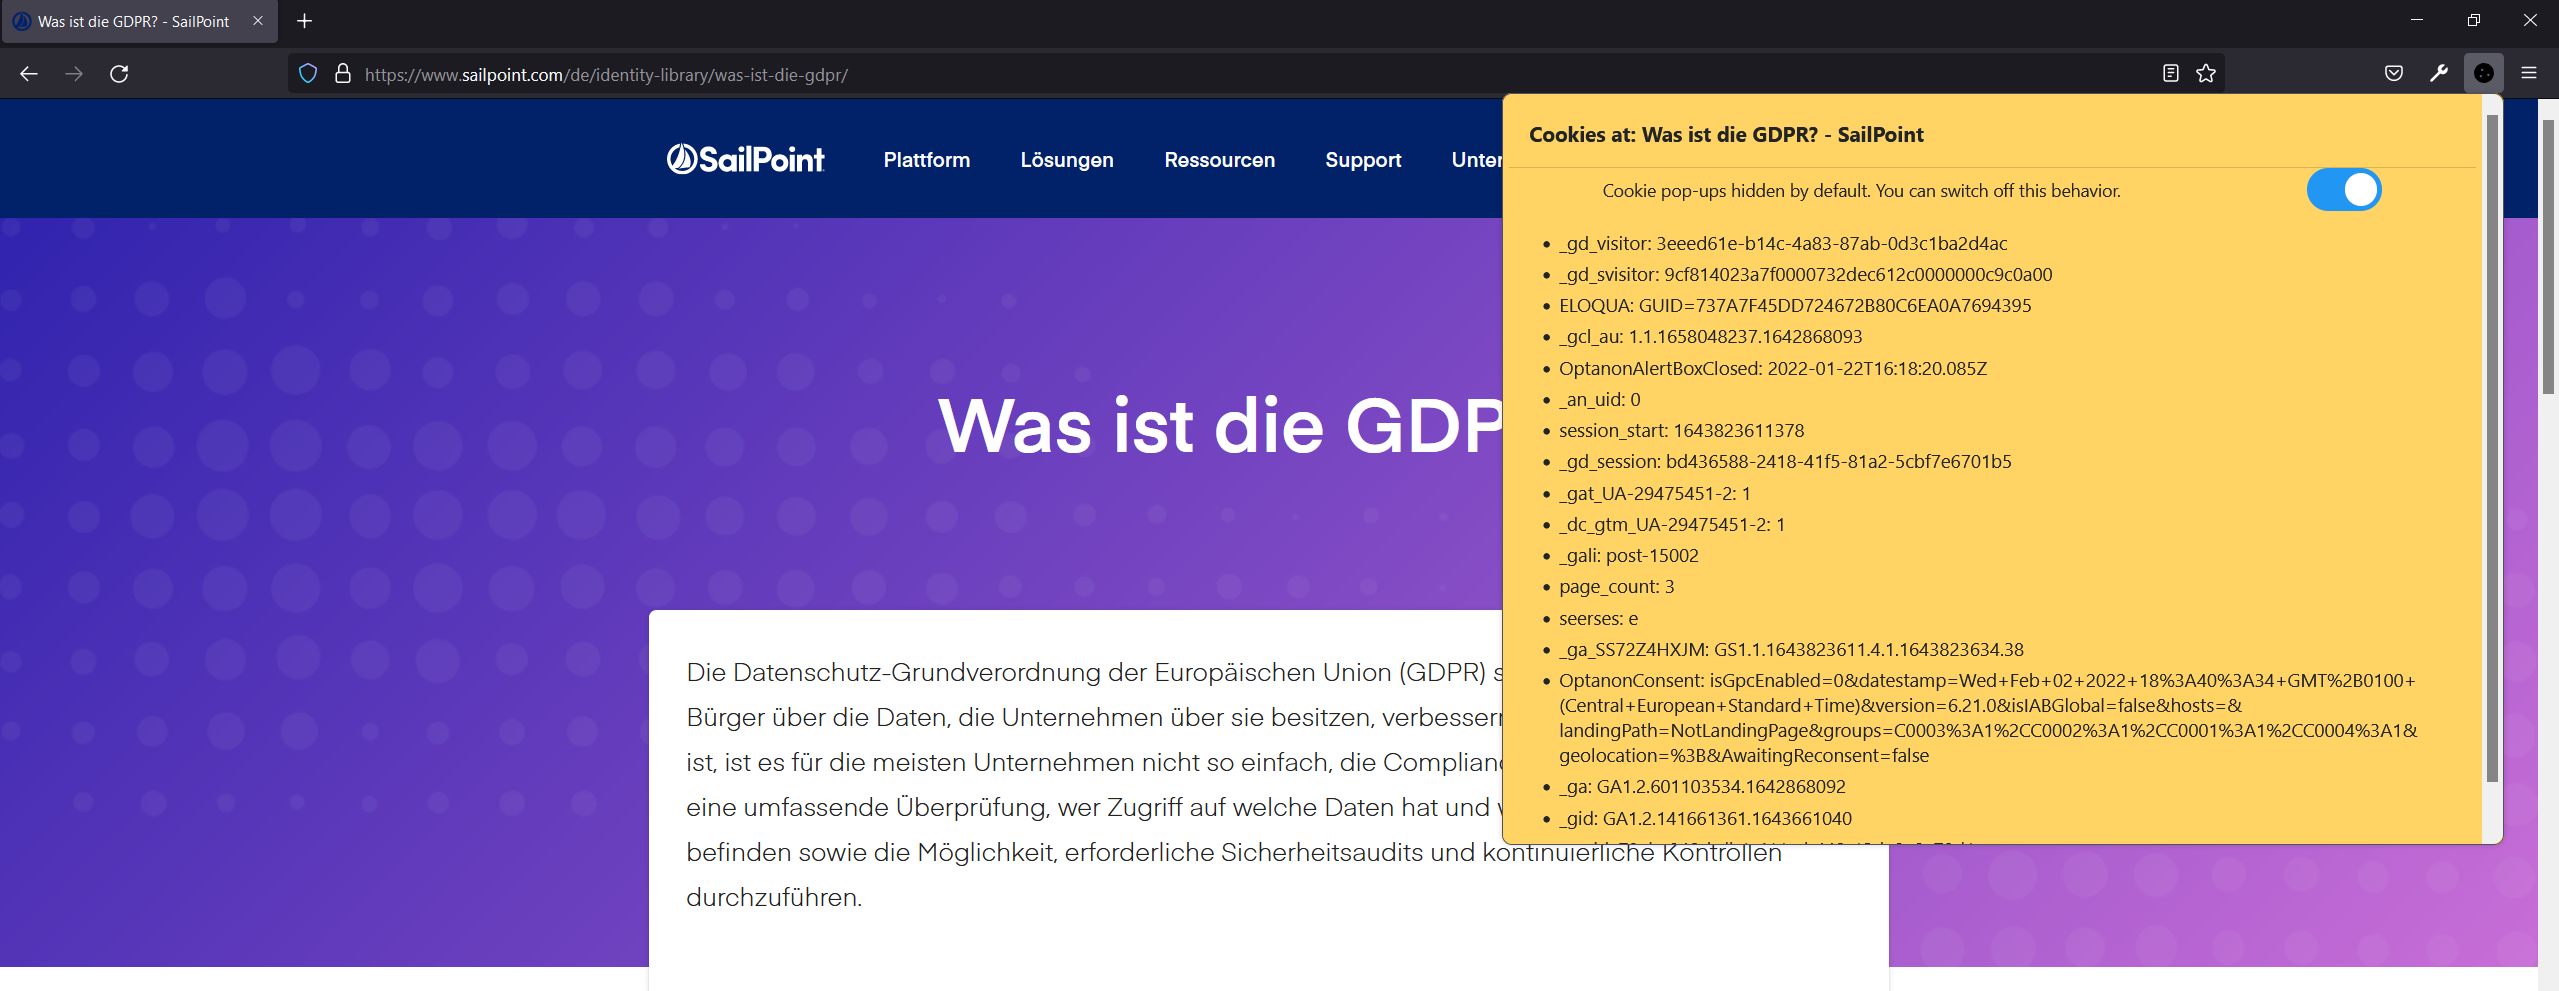 Was ist die GDPR? - SailPoint
https://www.sailpoint.com/de/identity-library/was-ist-die-gdpr/
SailPoint
Plattform
Lösungen
Ressourcen
Support
Was ist die GDP
Die Datenschutz-Grundverordnung der Europäischen Union (GDPR) s
Bürger über die Daten, die Unternehmen über sie besitzen, verbesser
ist, ist es für die meisten Unternehmen nicht so einfach, die Complian
eine umfassende Überprüfung, wer Zugriff auf welche Daten hat und
befinden sowie die Möglichkeit, erforderliche Sicherheitsaudits und kontinuierliche Kontrollen
durchzuführen.
Cookies at: Was ist die GDPR? - SailPoint
Cookie pop-ups hidden by default. You can switch off this behavior.
• _gd_visitor: 3eeed61e-b14c-4a83-87ab-0d3c1ba2d4ac
• _gd_svisitor: 9cf814023a7f0000732dec612c0000000c9c0a00
• ELOQUA: GUID=737A7F45DD724672B80C6EA0A7694395
• _gcl_au: 1.1.1658048237.1642868093
• OptanonAlertBoxClosed: 2022-01-22T16:18:20.085Z
• _an_uid: 0
• session_start: 1643823611378
• _gd_session: bd436588-2418-41f5-81a2-5cbf7e6701b5
• _gat_UA-29475451-2: 1
• _dc_gtm_UA-29475451-2: 1
• _gali: post-15002
• page_count: 3
• seerses: e
• _ga_SS72Z4HXJM: GS1.1.1643823611.4.1.1643823634.38
• OptanonConsent: isGpcEnabled=0&datestamp=Wed+Feb+02+2022+18%3A40%3A34+GMT%2B0100+
(Central+European+Standard+Time)&version=6.21.0&isIABGlobal=false&hosts=&
landingPath=NotLandingPage&groups=C0003%3A1%2CC0002%3A1%2CC0001%3A1%2CC0004%3A1&
geolocation=%3B&AwaitingReconsent=false
• _ga: GA1.2.601103534.1642868092
• _gid: GA1.2.141661361.1643661040